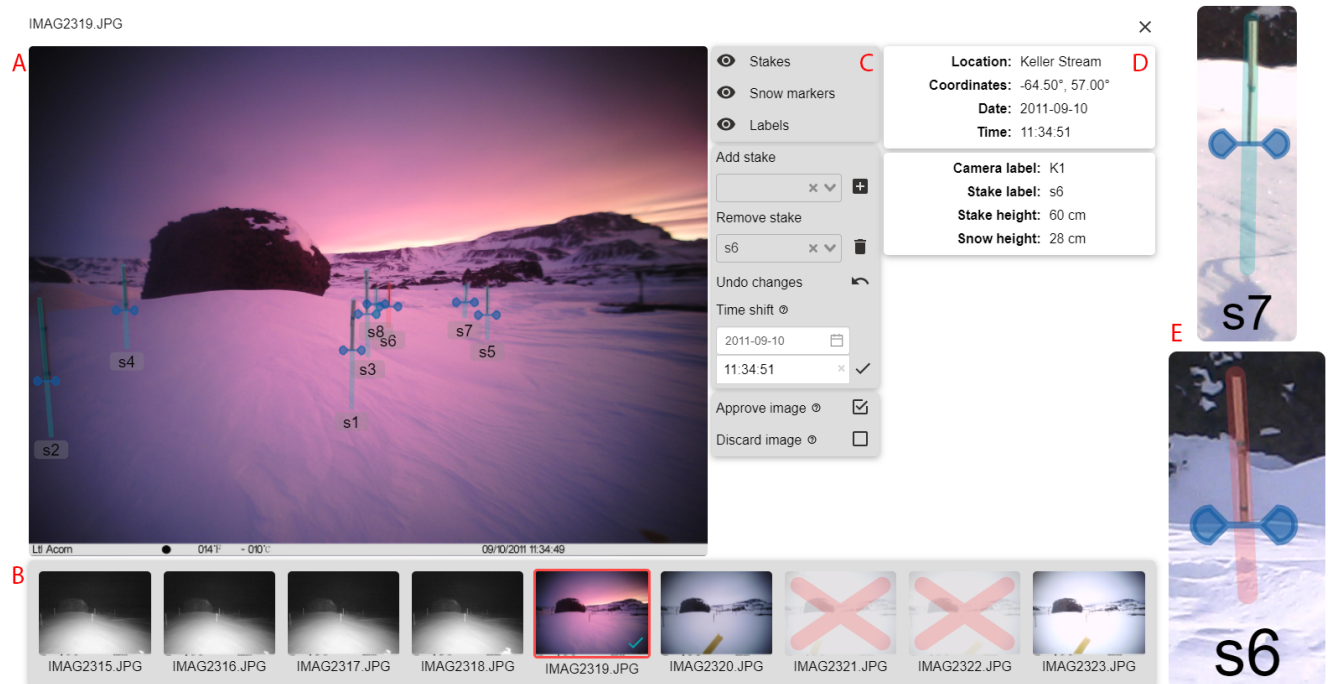 IMAG2319.JPG
A
s4
s2
s8
s6
s3
s1
s7
s5
Ltl Acorn 014°F -010°C 09/10/2011 11:34:49
C
Stakes
Snow markers
Labels
Add stake
Remove stake
s6
Undo changes
Time shift
2011-09-10
11:34:51
Approve image
Discard image
D
Location: Keller Stream
Coordinates: -64.50°, 57.00°
Date: 2011-09-10
Time: 11:34:51
Camera label: K1
Stake label: s6
Stake height: 60 cm
Snow height: 28 cm
E
s7
s6
B
IMAG2315.JPG
IMAG2316.JPG
IMAG2317.JPG
IMAG2318.JPG
IMAG2319.JPG
IMAG2320.JPG
IMAG2321.JPG
IMAG2322.JPG
IMAG2323.JPG